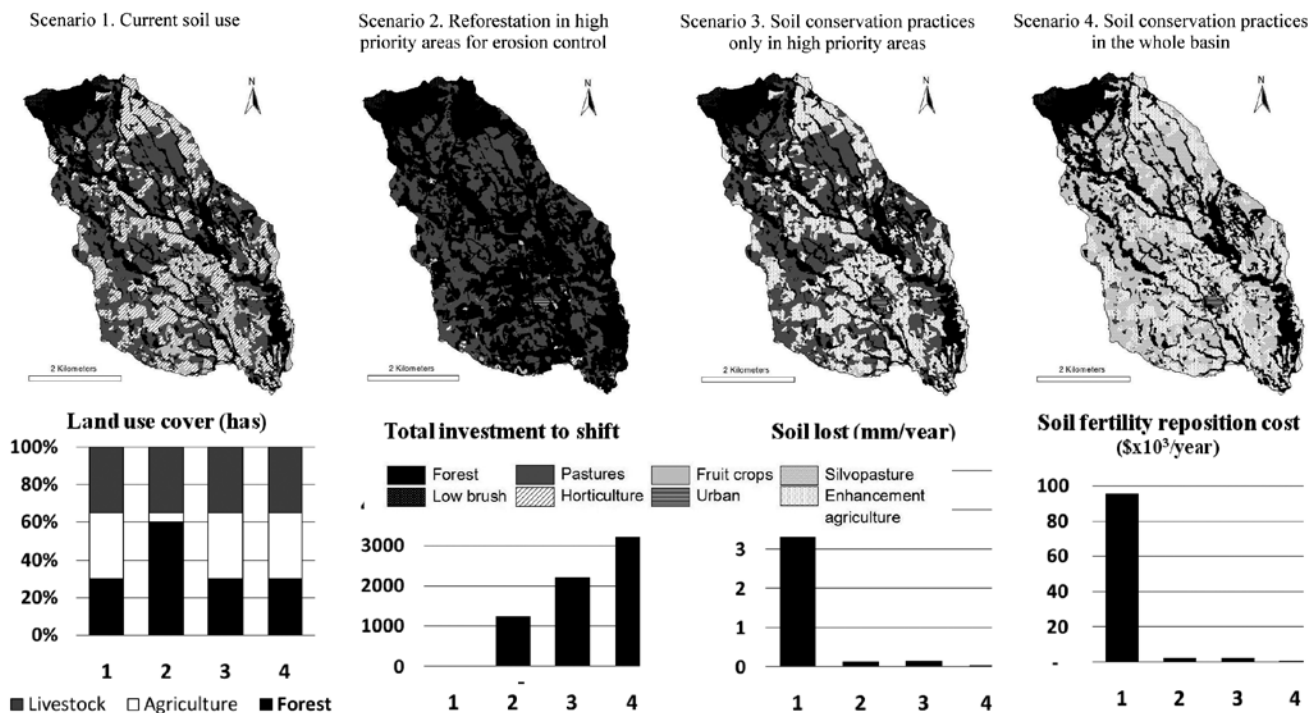 Scenario 1. Current soil use
Scenario 2. Reforestation in high
priority areas for erosion control
Scenario 3. Soil conservation practices
only in high priority areas
Scenario 4. Soil conservation practices
in the whole basin
N
N
N
N
2 Kilometers
2 Kilometers
2 Kilometers
2 Kilometers
Land use cover (has)
100%
80%
60%
40%
20%
0%
1 2 3 4
Livestock Agriculture Forest
Total investment to shift
Forest Pastures Fruit crops Silvopasture
Low brush Horticulture Urban Enhancement
agriculture
3000
2000
1000
0
-
1 2 3 4
Soil lost (mm/year)
3
2
1
0
1 2 3 4
Soil fertility reposition cost
($x10³/year)
100
80
60
40
20
-
1 2 3 4